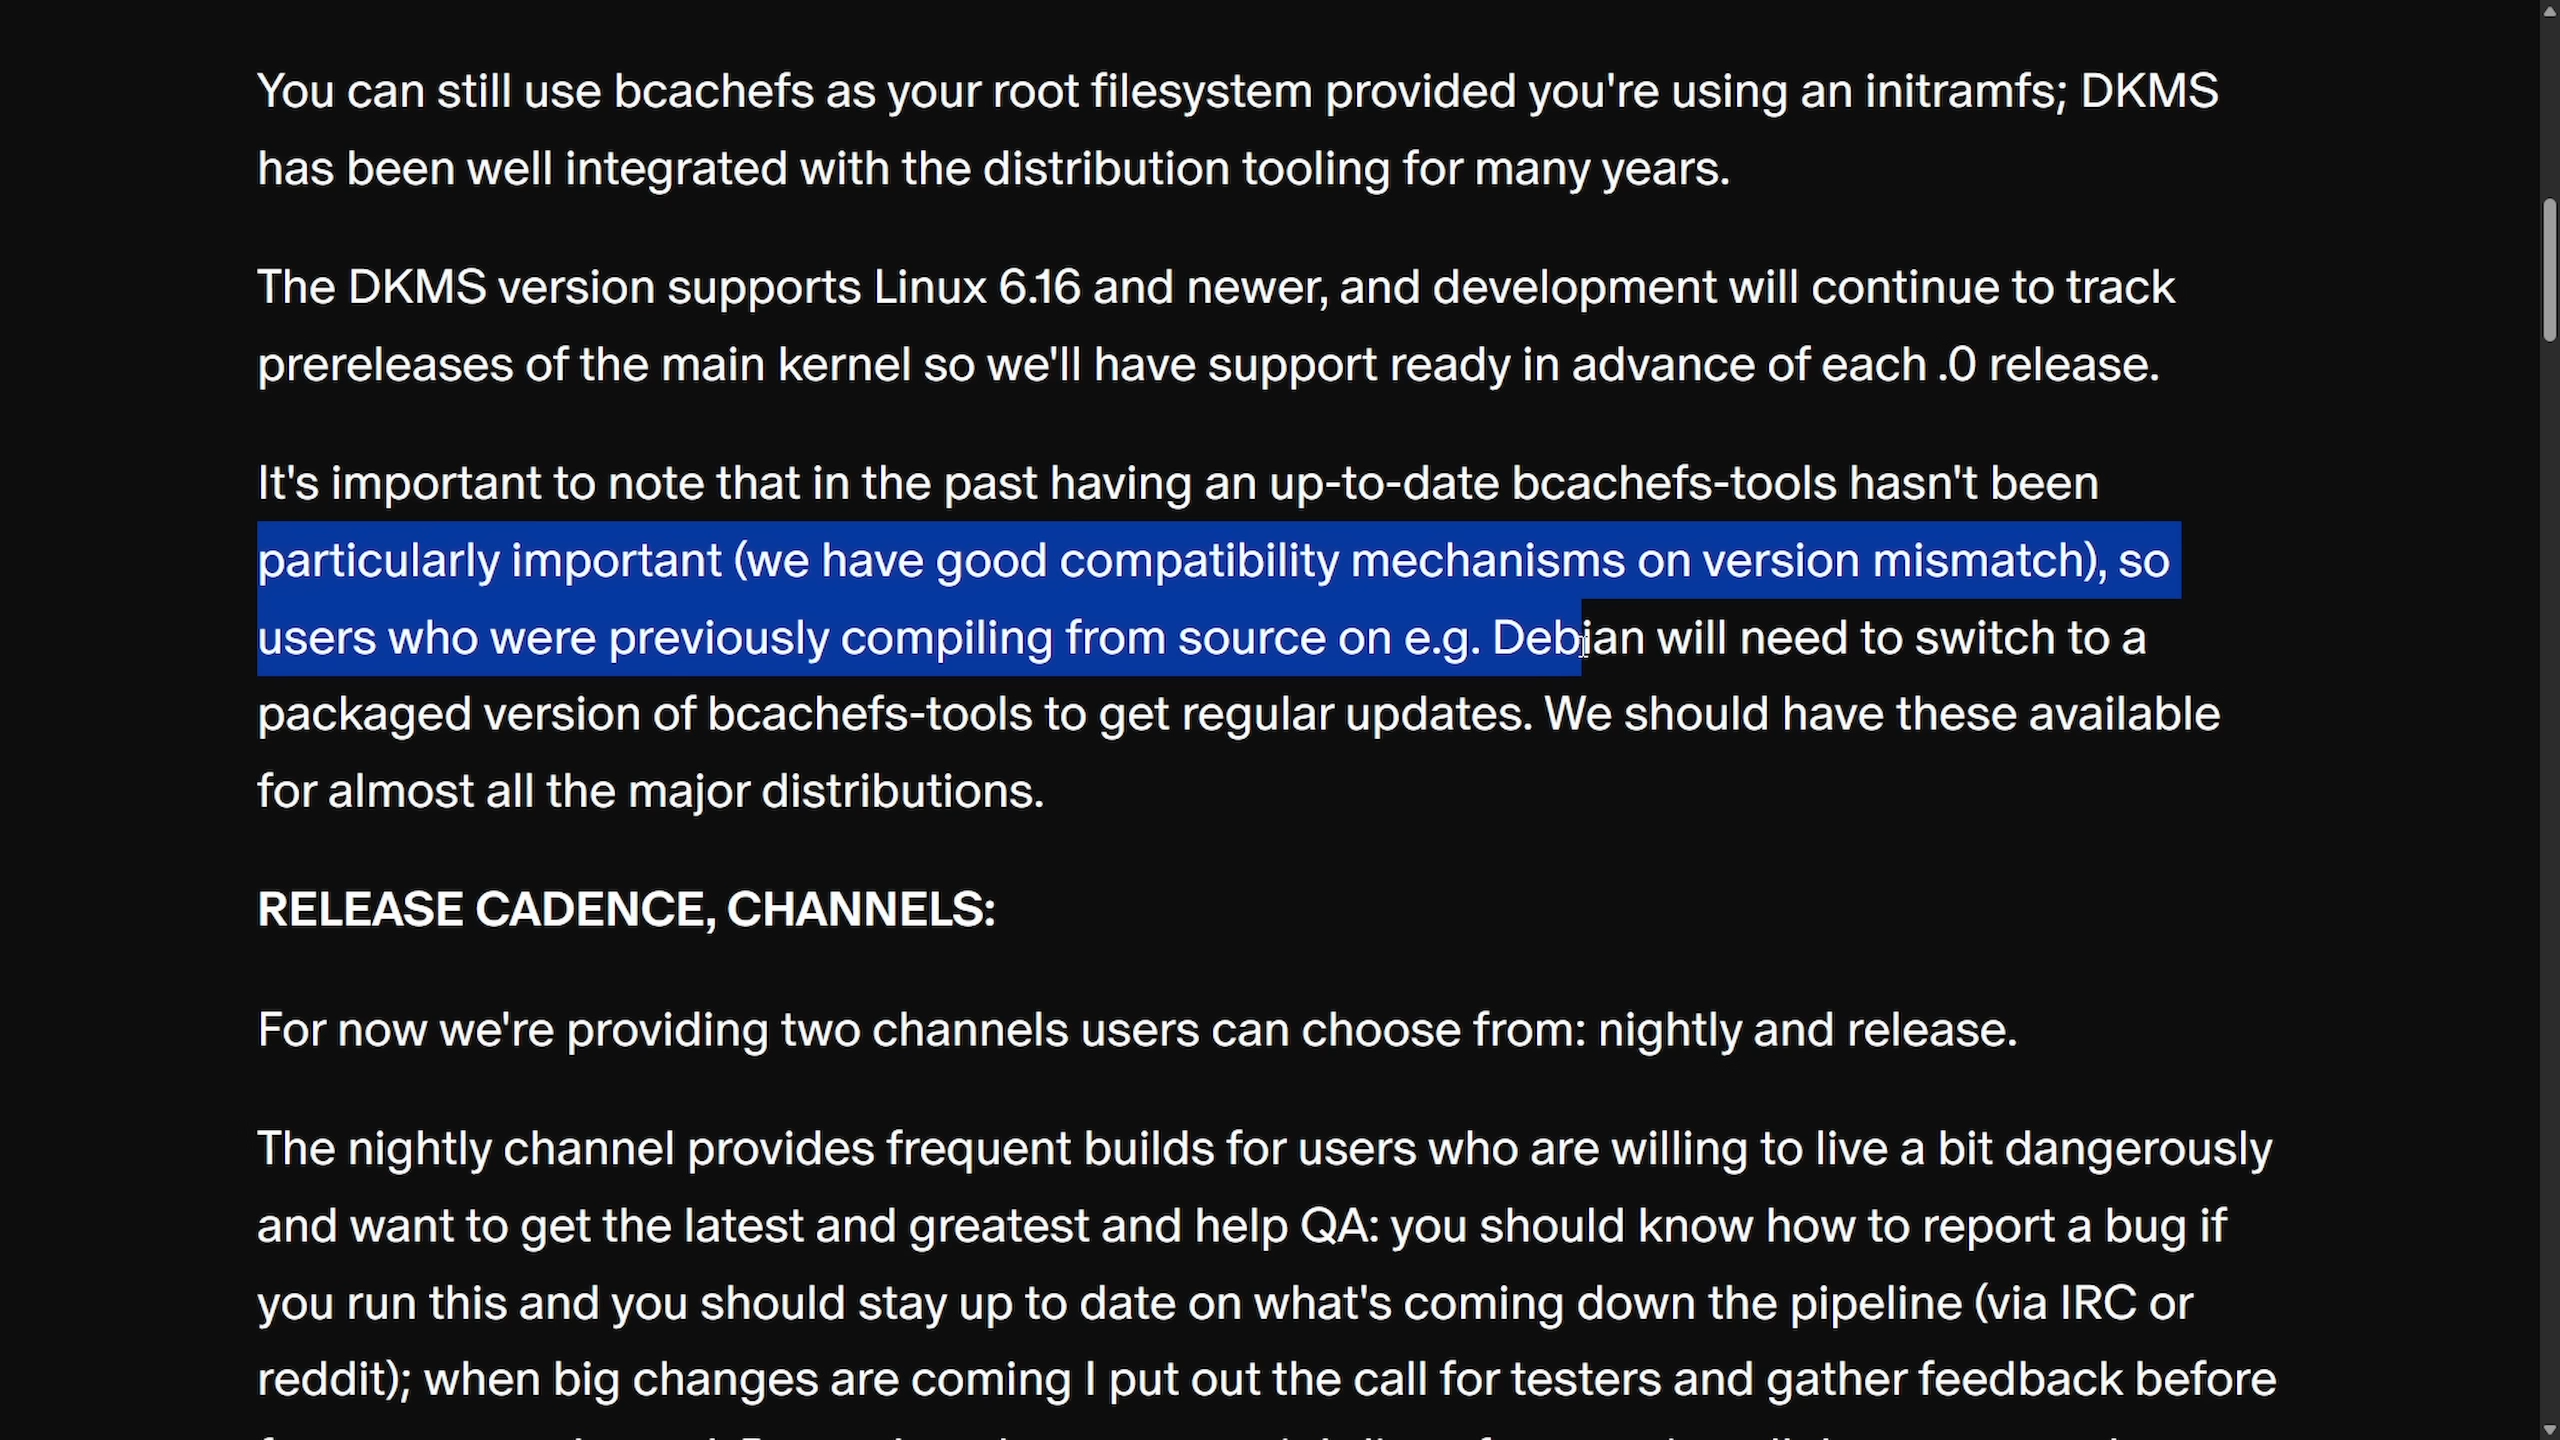 You can still use bcachefs as your root filesystem provided you're using an initramfs; DKMS
has been well integrated with the distribution tooling for many years.
The DKMS version supports Linux 6.16 and newer, and development will continue to track
prereleases of the main kernel so we'll have support ready in advance of each .0 release.
It's important to note that in the past having an up-to-date bcachefs-tools hasn't been
particularly important (we have good compatibility mechanisms on version mismatch), so
users who were previously compiling from source on e.g. Debian will need to switch to a
packaged version of bcachefs-tools to get regular updates. We should have these available
for almost all the major distributions.
RELEASE CADENCE, CHANNELS:
For now we're providing two channels users can choose from: nightly and release.
The nightly channel provides frequent builds for users who are willing to live a bit dangerously
and want to get the latest and greatest and help QA: you should know how to report a bug if
you run this and you should stay up to date on what's coming down the pipeline (via IRC or
reddit); when big changes are coming I put out the call for testers and gather feedback before